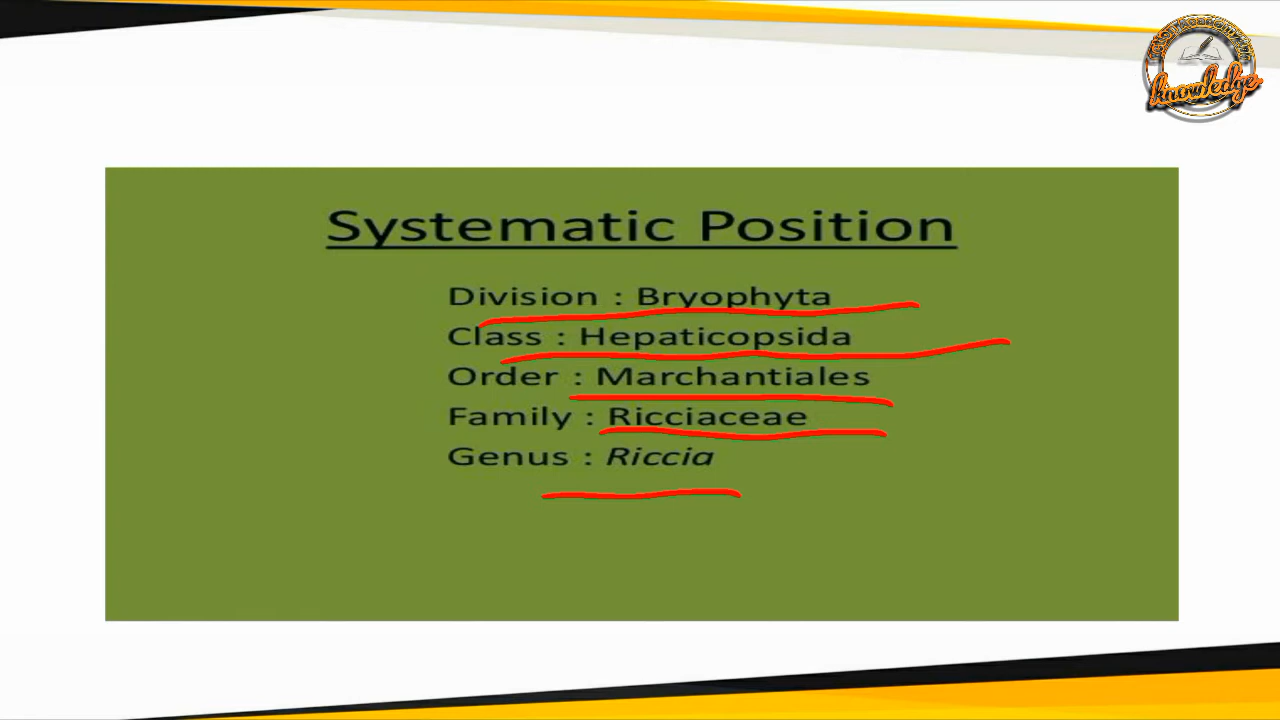 knowledge
Systematic Position
Division : Bryophyta
Class : Hepaticopsida
Order : Marchantiales
Family : Ricciaceae
Genus : Riccia